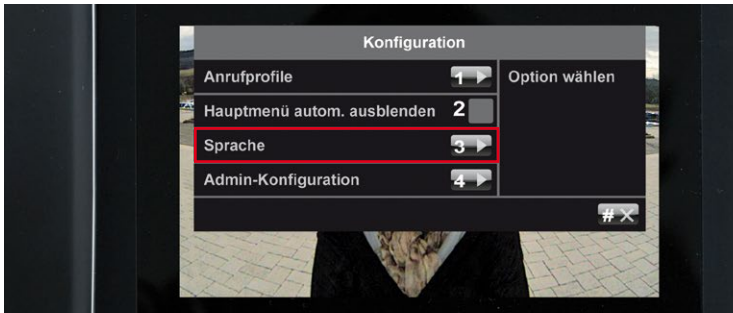 Konfiguration
Anrufprofile 1 Option wählen
Hauptmenü autom. ausblenden 2
Sprache 3
Admin-Konfiguration 4
# X